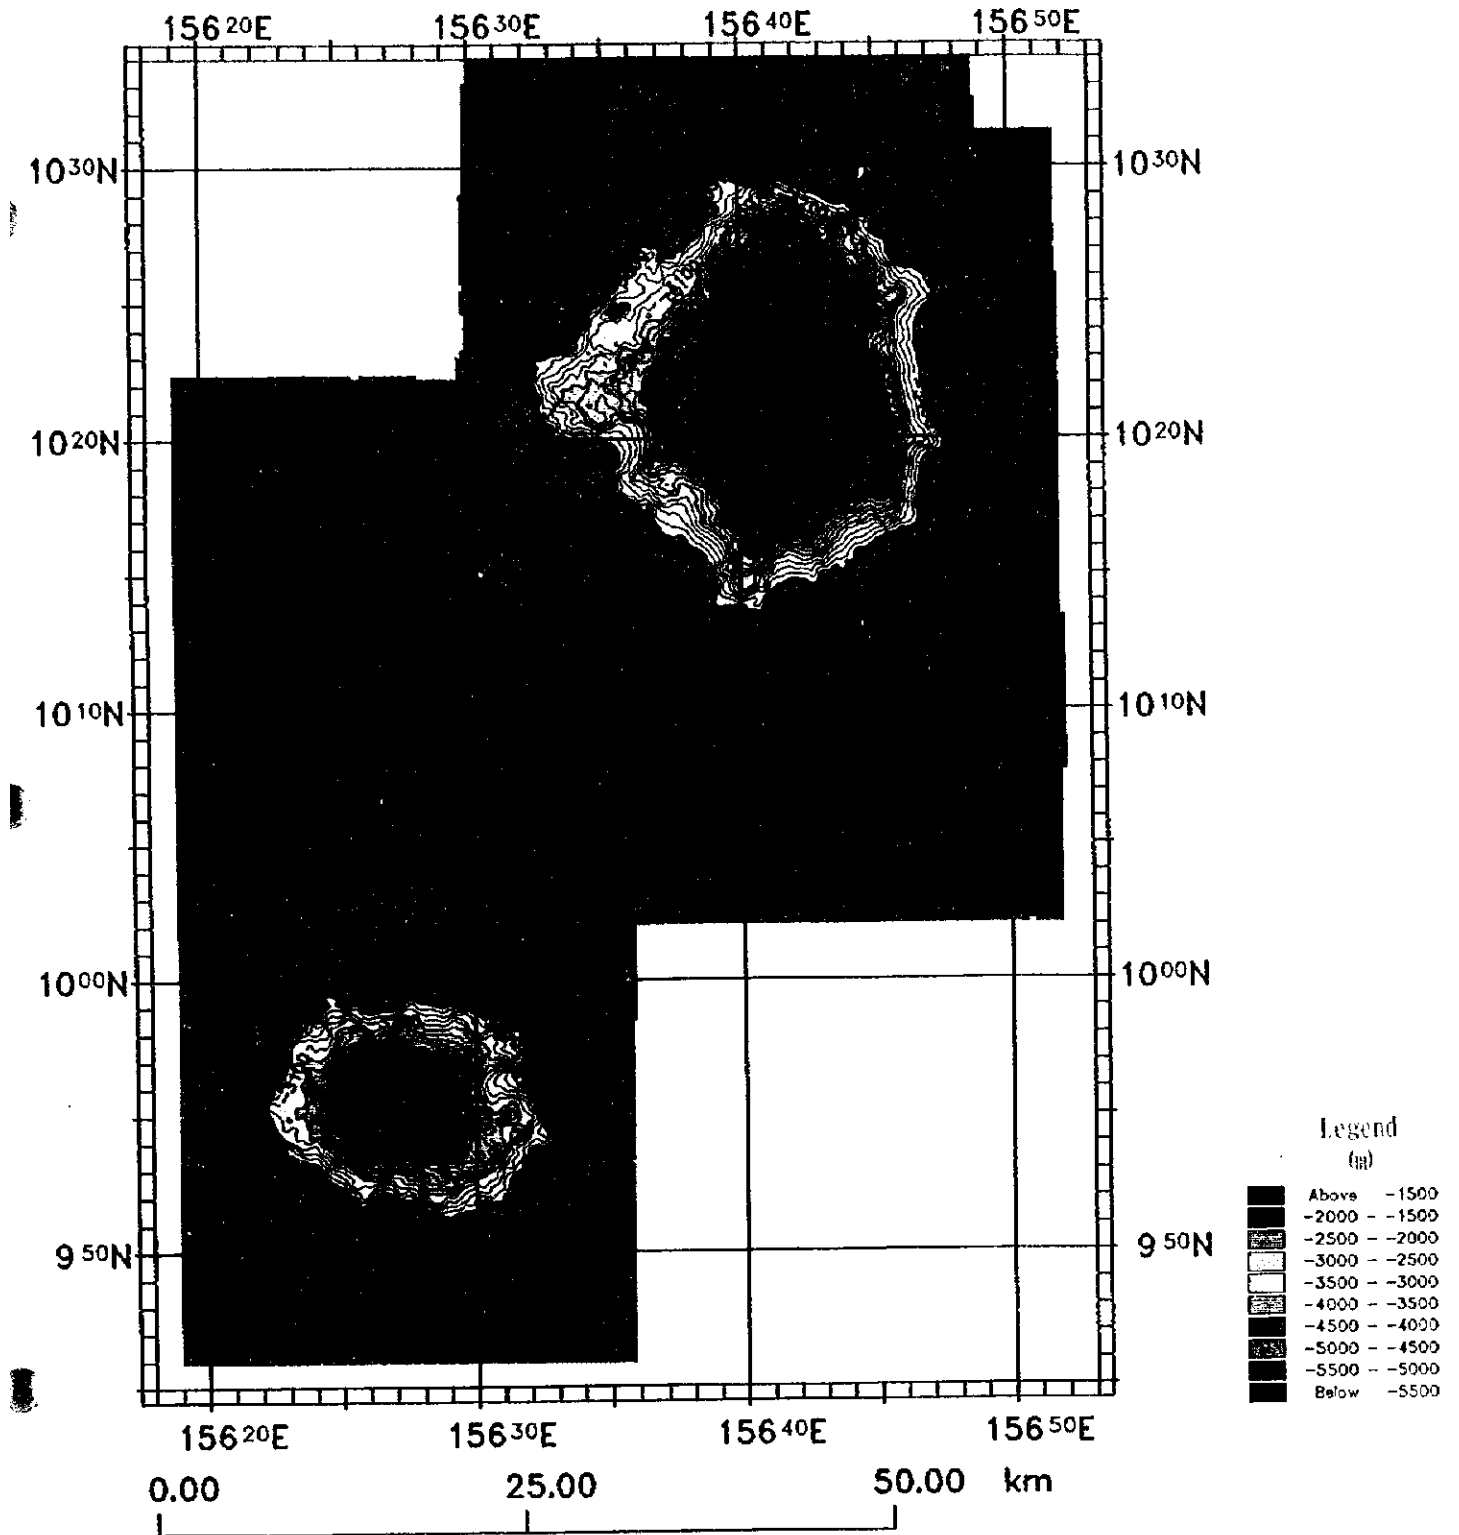 156 20E 156 30E 156 40E 156 50E
10 30N 10 30N
10 20N 10 20N
10 10N 10 10N
10 00N 10 00N
9 50N 9 50N
156 20E 156 30E 156 40E 156 50E
0.00 25.00 50.00 km
Legend
(m)
Above -1500
-2000 - -1500
-2500 - -2000
-3000 - -2500
-3500 - -3000
-4000 - -3500
-4500 - -4000
-5000 - -4500
-5500 - -5000
Below -5500